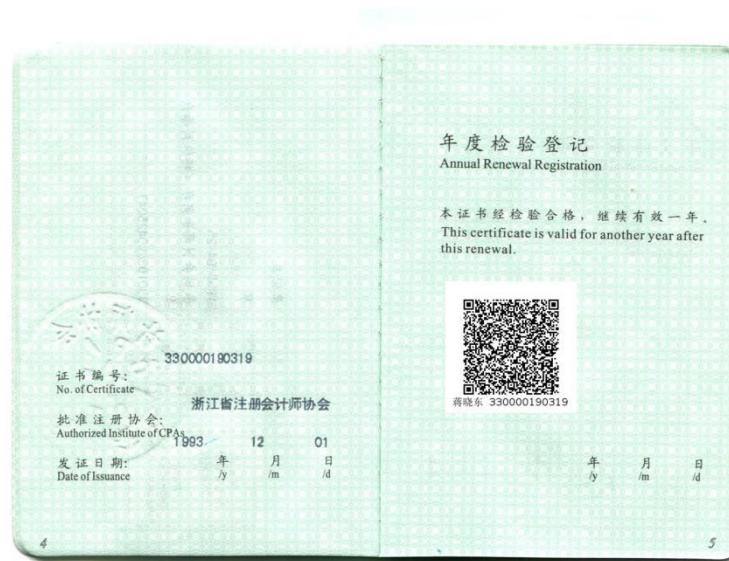 330000190319
证书编号:
No. of Certificate
浙江省注册会计师协会
批准注册协会:
Authorized Institute of CPAs
1993 12 01
发证日期: 年 月 日
Date of Issuance /y /m /d
4
年度检验登记
Annual Renewal Registration
本证书经检验合格，继续有效一年。
This certificate is valid for another year after
this renewal.
蒋晓东 330000190319
年 月 日
/y /m /d
5